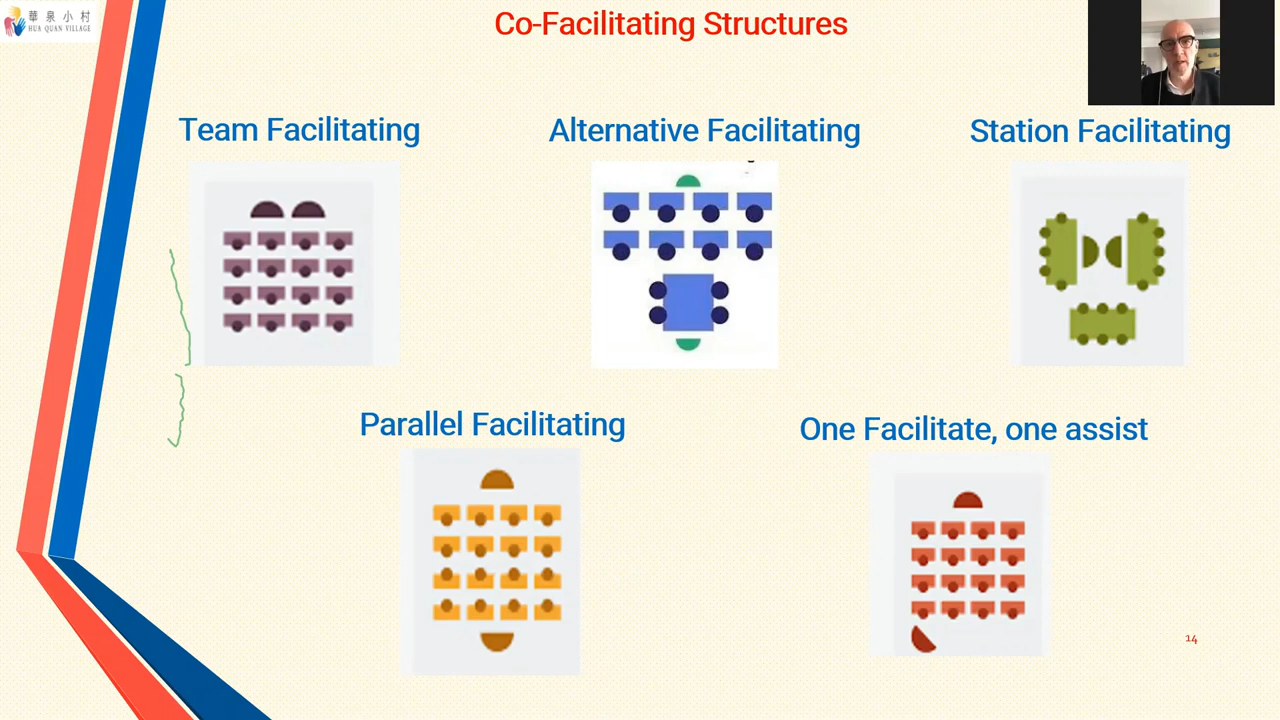 華泉小村
HUA QUAN VILLAGE
Co-Facilitating Structures
Team Facilitating
Alternative Facilitating
Station Facilitating
Parallel Facilitating
One Facilitate, one assist
14